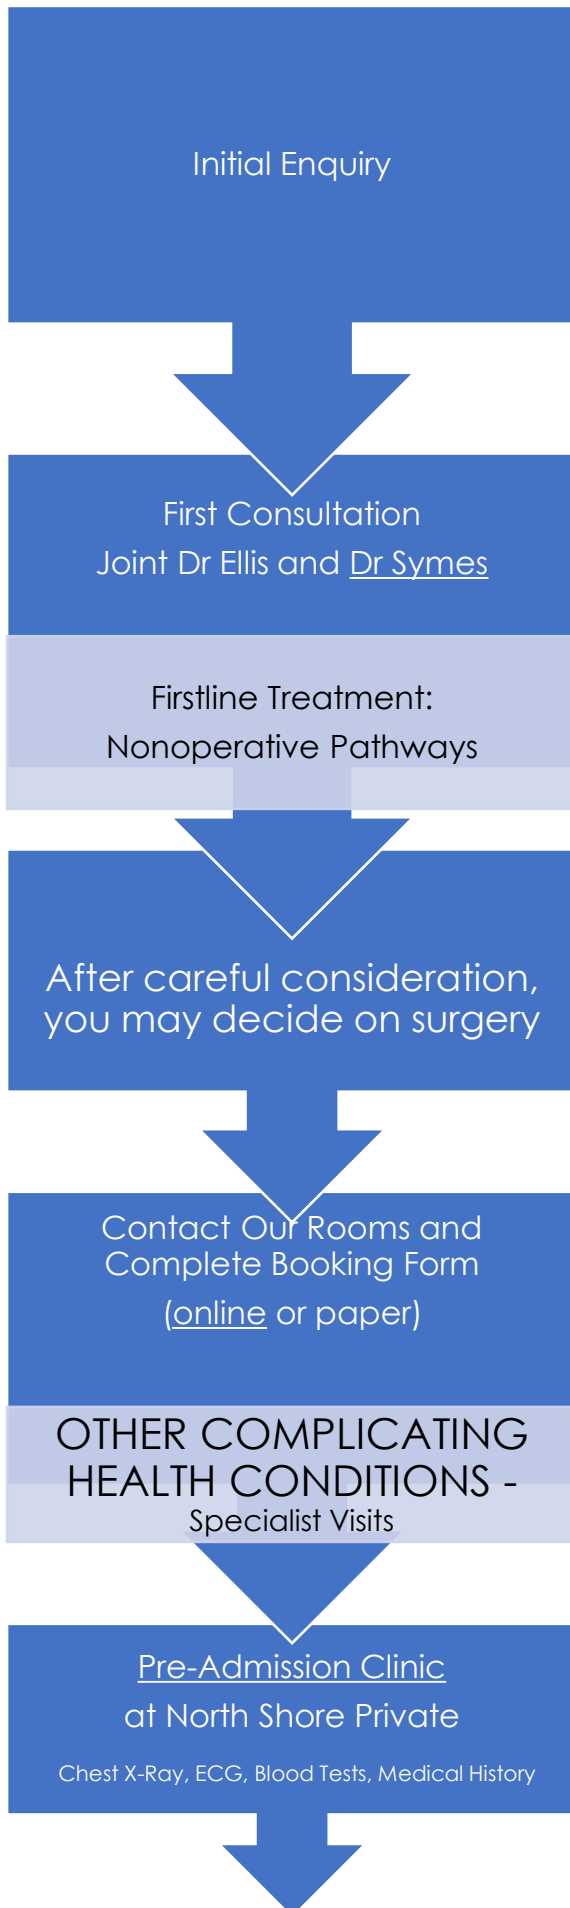 Initial Enquiry
First Consultation
Joint Dr Ellis and Dr Symes
Firstline Treatment:
Nonoperative Pathways
After careful consideration,
you may decide on surgery
Contact Our Rooms and
Complete Booking Form
(online or paper)
OTHER COMPLICATING
HEALTH CONDITIONS -
Specialist Visits
Pre-Admission Clinic
at North Shore Private
Chest X-Ray, ECG, Blood Tests, Medical History